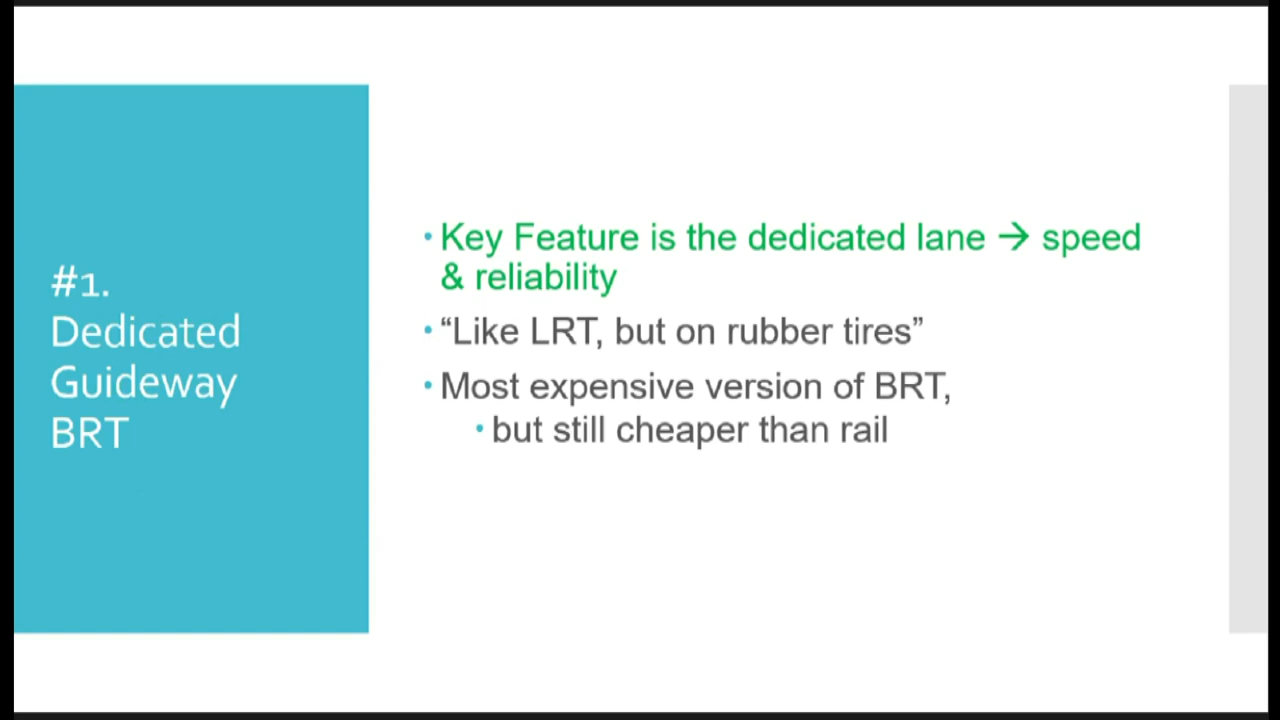 #1.
Dedicated
Guideway
BRT
• Key Feature is the dedicated lane → speed
& reliability
• “Like LRT, but on rubber tires”
• Most expensive version of BRT,
• but still cheaper than rail